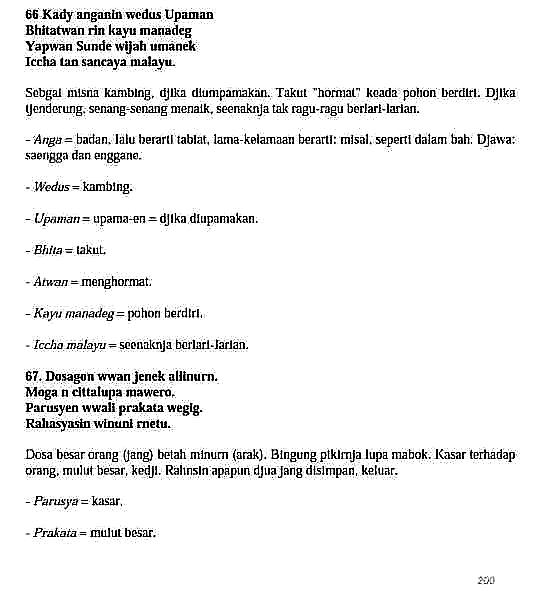 66 Kady anganin wedus Upaman
Bhitatwan rin kayu manadeg
Yapwan Sunde wijah umanek
Iccha tan sancaya malayu.
Sebgai misna kambing, djika diumpamakan. Takut "hormat" keada pohon berdiri. Djika
tjenderung, senang-senang menaik, seenaknja tak ragu-ragu berlari-larian.
- Anga = badan, lalu berarti tabiat, lama-kelamaan berarti: misal, seperti dalam bah. Djawa:
saengga dan enggane.
- Wedus = kambing.
- Upaman = upama-en = djika diupamakan.
- Bhita = takut.
- Atwan = menghormat.
- Kayu manadeg = pohon berdiri.
- Iccha malayu = seenaknja berlari-larian.
67. Dosagon wwan jenek aliinurn.
Moga n cittalupa mawero.
Parusyen wwali prakata wegig.
Rahasyasin winuni rnetu.
Dosa besar orang (jang) betah minurn (arak). Bingung pikirnja lupa mabok. Kasar terhadap
orang, mulut besar, kedji. Rahnsin apapun djua jang disimpan, keluar.
- Parusya = kasar.
- Prakata = mulut besar.
200